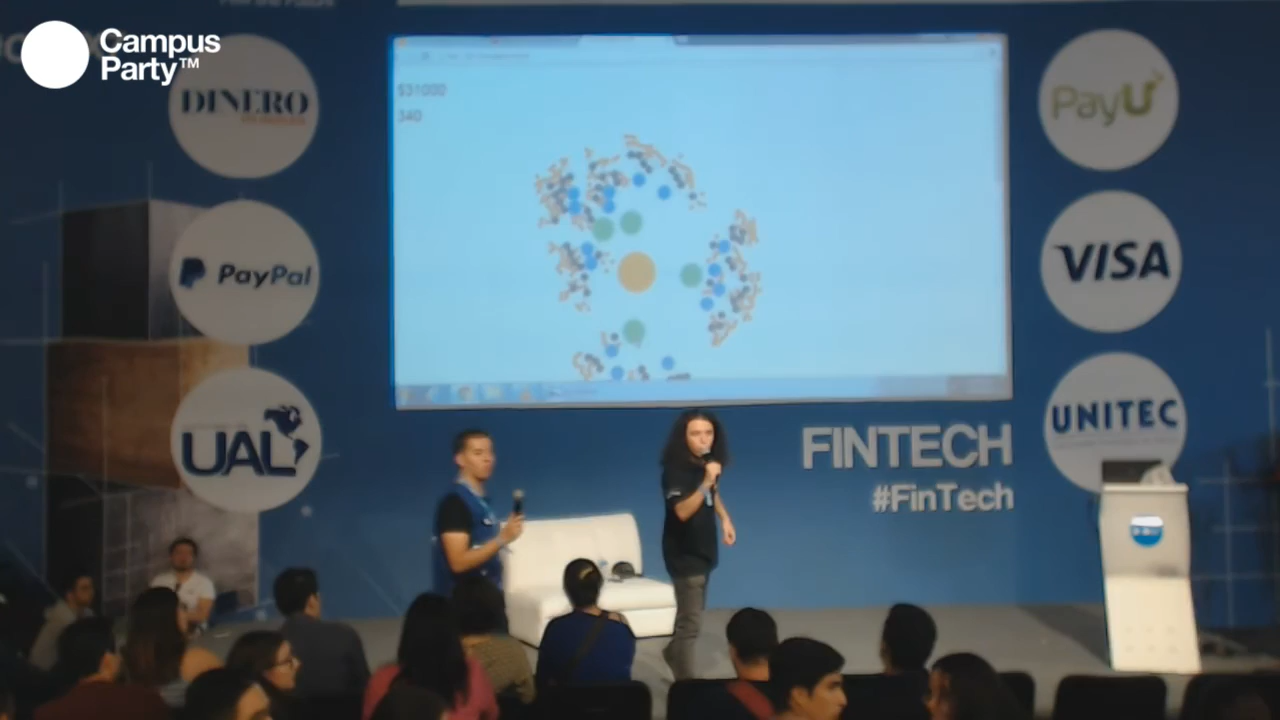 Campus
Party™
DINERO
PayPal
UAL
$31000
340
PayU
VISA
UNITEC
FINTECH
#FinTech